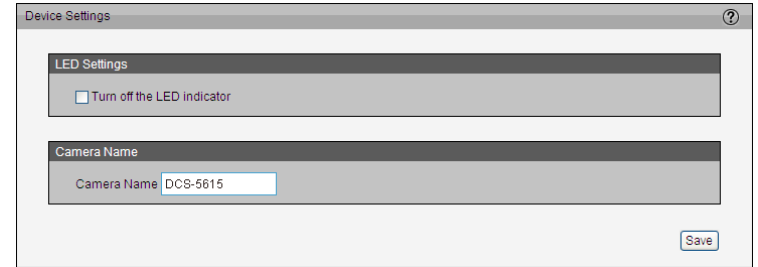 Device Settings ?
LED Settings
Turn off the LED indicator
Camera Name
Camera Name DCS-5615
Save